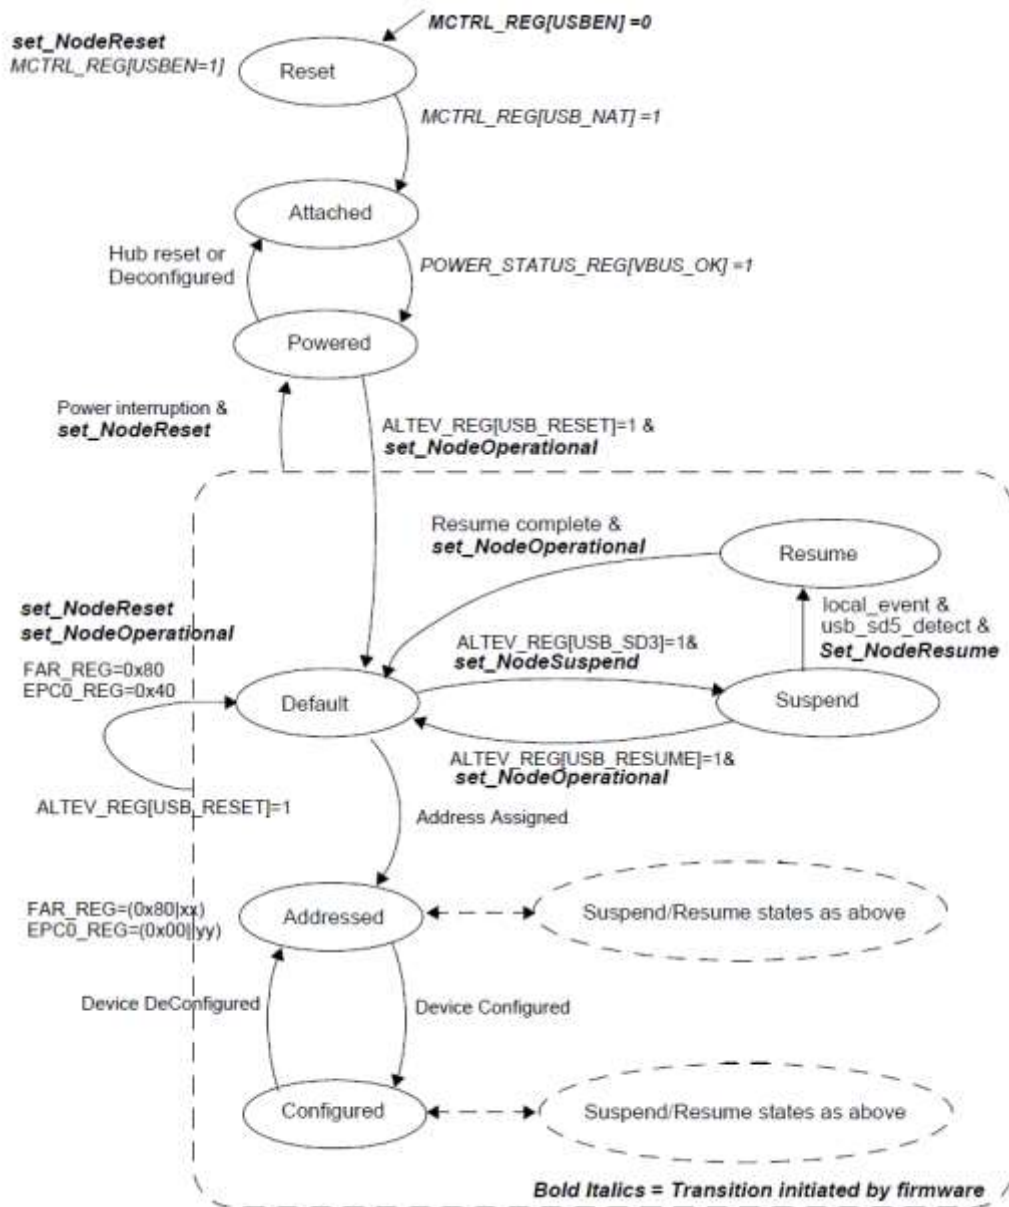 MCTRL_REG[USBEN] =0
set_NodeReset
MCTRL_REG[USBEN=1]
Reset
MCTRL_REG[USB_NAT] =1
Attached
Hub reset or
Deconfigured
POWER_STATUS_REG[VBUS_OK] =1
Powered
Power interruption &
set_NodeReset
ALTEV_REG[USB_RESET]=1 &
set_NodeOperational
Resume complete &
set_NodeOperational
Resume
local_event &
usb_sd5_detect &
Set_NodeResume
set_NodeReset
set_NodeOperational
FAR_REG=0x80
EPC0_REG=0x40
ALTEV_REG[USB_SD3]=1&
set_NodeSuspend
Default
Suspend
ALTEV_REG[USB_RESUME]=1&
set_NodeOperational
ALTEV_REG[USB_RESET]=1
Address Assigned
FAR_REG=(0x80|xx)
EPC0_REG=(0x00||yy)
Addressed
Suspend/Resume states as above
Device DeConfigured
Device Configured
Configured
Suspend/Resume states as above
Bold Italics = Transition initiated by firmware